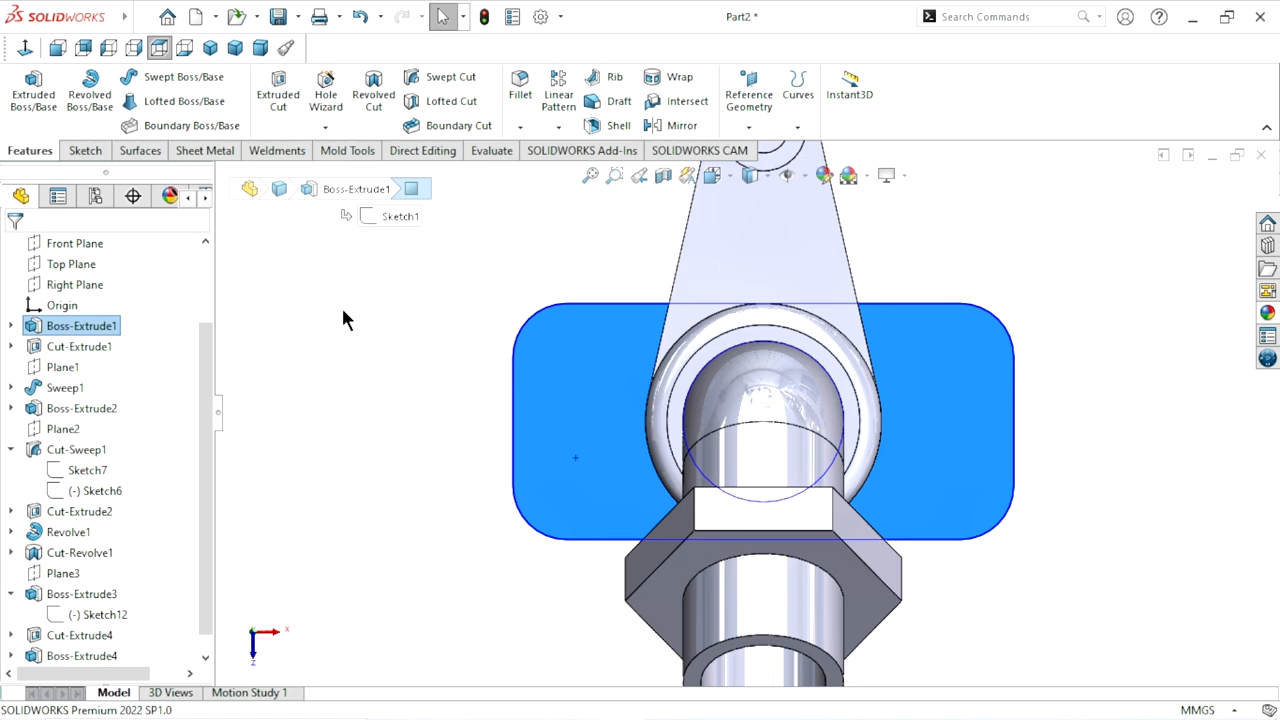 SOLIDWORKS
Part2 *
Search Commands
Extruded Boss/Base
Revolved Boss/Base
Swept Boss/Base
Lofted Boss/Base
Boundary Boss/Base
Extruded Cut
Hole Wizard
Revolved Cut
Swept Cut
Lofted Cut
Boundary Cut
Fillet
Linear Pattern
Rib
Draft
Shell
Wrap
Intersect
Mirror
Reference Geometry
Curves
Instant3D
Features
Sketch
Surfaces
Sheet Metal
Weldments
Mold Tools
Direct Editing
Evaluate
SOLIDWORKS Add-Ins
SOLIDWORKS CAM
Boss-Extrude1
Sketch1
Front Plane
Top Plane
Right Plane
Origin
Boss-Extrude1
Cut-Extrude1
Plane1
Sweep1
Boss-Extrude2
Plane2
Cut-Sweep1
Sketch7
(-) Sketch6
Cut-Extrude2
Revolve1
Cut-Revolve1
Plane3
Boss-Extrude3
(-) Sketch12
Cut-Extrude4
Boss-Extrude4
X
Z
Model
3D Views
Motion Study 1
SOLIDWORKS Premium 2022 SP1.0
MMGS